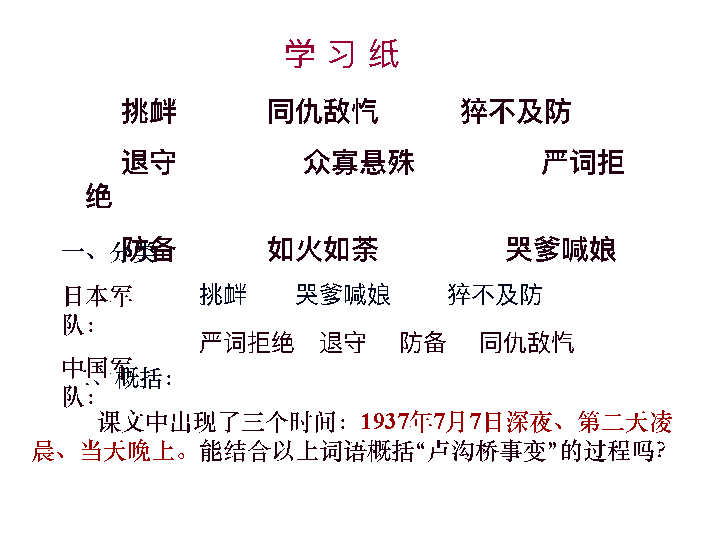 学 习 纸
挑衅 同仇敌忾 猝不及防
退守 众寡悬殊 严词拒
绝
防备 如火如荼 哭爹喊娘
一、分类
日本军 挑衅 哭爹喊娘 猝不及防
队：
严词拒绝 退守 防备 同仇敌忾
中国军
队：
、概括：
课文中出现了三个时间：1937年7月7日深夜、第二天凌
晨、当天晚上。能结合以上词语概括“卢沟桥事变”的过程吗？